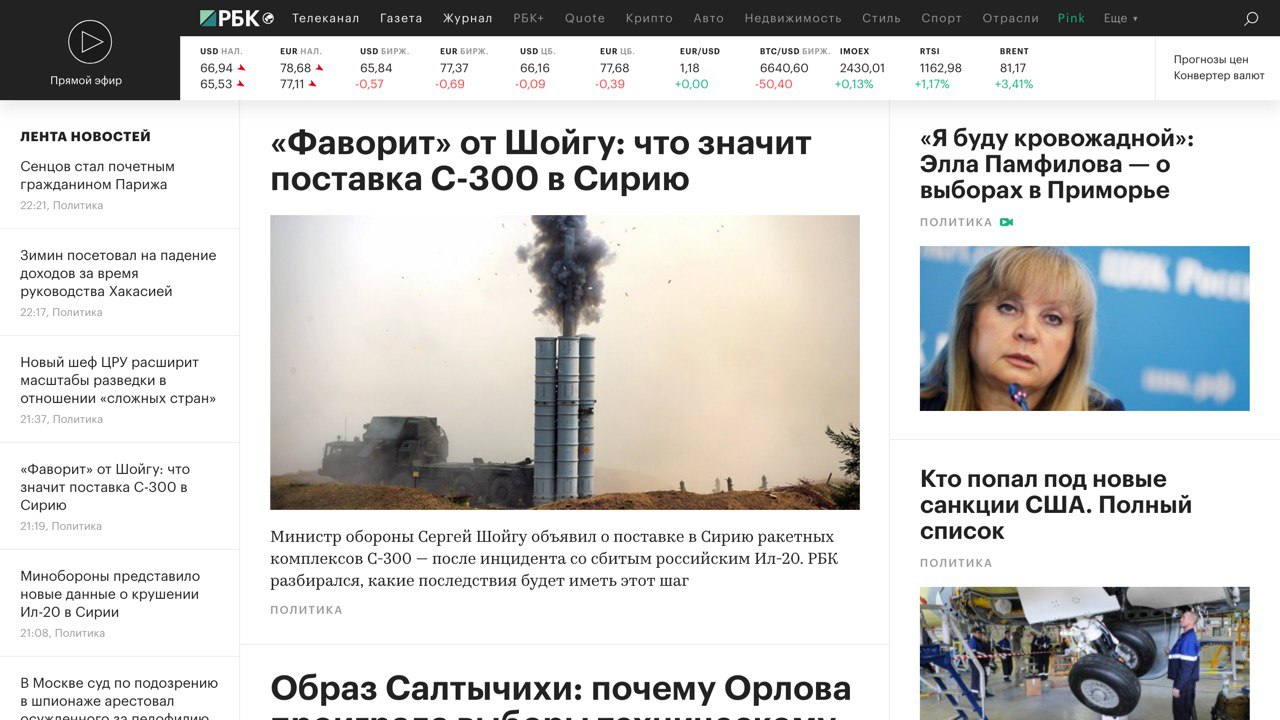 РБК
Телеканал Газета Журнал РБК+ Quote Крипто Авто Недвижимость Стиль Спорт Отрасли Pink Еще
Прямой эфир
USD НАЛ. EUR НАЛ. USD БИРЖ. EUR БИРЖ. USD ЦБ. EUR ЦБ. EUR/USD BTC/USD БИРЖ. IMOEX RTSI BRENT
66,94 78,68 65,84 77,37 66,16 77,68 1,18 6640,60 2430,01 1162,98 81,17
65,53 77,11 -0,57 -0,69 -0,09 -0,39 +0,00 -50,40 +0,13% +1,17% +3,41%
Прогнозы цен
Конвертер валют
ЛЕНТА НОВОСТЕЙ
Сенцов стал почетным
гражданином Парижа
22:21, Политика
Зимин посетовал на падение
доходов за время
руководства Хакасией
22:17, Политика
Новый шеф ЦРУ расширит
масштабы разведки в
отношении «сложных стран»
21:37, Политика
«Фаворит» от Шойгу: что
значит поставка С-300 в
Сирию
21:19, Политика
Минобороны представило
новые данные о крушении
Ил-20 в Сирии
21:08, Политика
В Москве суд по подозрению
в шпионаже арестовал
осужденного за педофилию
«Фаворит» от Шойгу: что значит
поставка С-300 в Сирию
Министр обороны Сергей Шойгу объявил о поставке в Сирию ракетных
комплексов С-300 — после инцидента со сбитым российским Ил-20. РБК
разбирался, какие последствия будет иметь этот шаг
ПОЛИТИКА
Образ Салтычихи: почему Орлова
проиграла выборы техническому
«Я буду кровожадной»:
Элла Памфилова — о
выборах в Приморье
ПОЛИТИКА
ЦИК Росс
цик.рф
Кто попал под новые
санкции США. Полный
список
ПОЛИТИКА